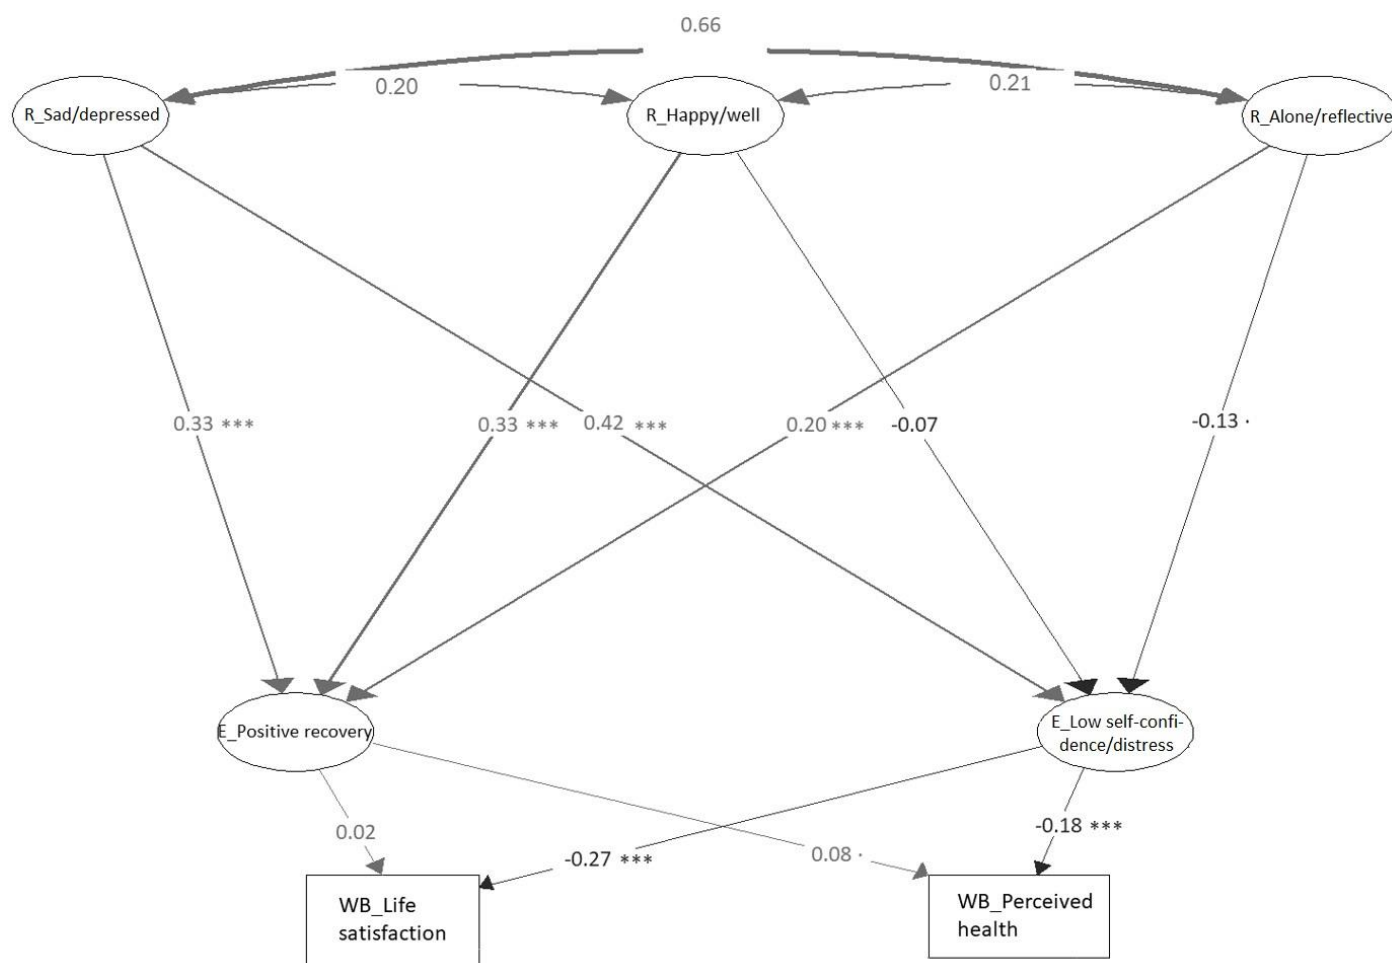 0.66
0.20
0.21
R_Sad/depressed
R_Happy/well
R_Alone/reflective
0.33 ***
0.33 ***
0.42 ***
0.20 ***
-0.07
-0.13 ·
E_Positive recovery
E_Low self-confi-
dence/distress
0.02
-0.27 ***
0.08 ·
-0.18 ***
WB_Life
satisfaction
WB_Perceived
health